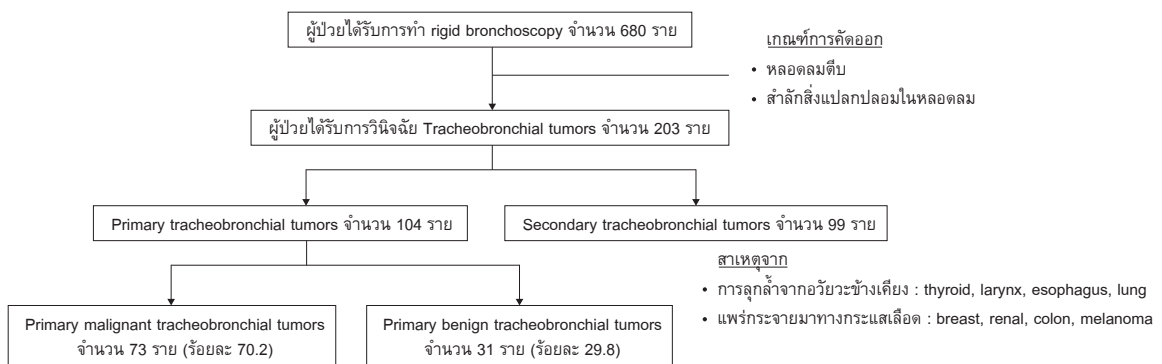 ผู้ป่วยได้รับการทำ rigid bronchoscopy จำนวน 680 ราย
เกณฑ์การคัดออก
• หลอดลมตีบ
• สำลักสิ่งแปลกปลอมในหลอดลม
ผู้ป่วยได้รับการวินิจฉัย Tracheobronchial tumors จำนวน 203 ราย
Primary tracheobronchial tumors จำนวน 104 ราย
Secondary tracheobronchial tumors จำนวน 99 ราย
สาเหตุจาก
• การลุกล้ำจากอวัยวะข้างเคียง : thyroid, larynx, esophagus, lung
• แพร่กระจายมาทางกระแสเลือด : breast, renal, colon, melanoma
Primary malignant tracheobronchial tumors
จำนวน 73 ราย (ร้อยละ 70.2)
Primary benign tracheobronchial tumors
จำนวน 31 ราย (ร้อยละ 29.8)